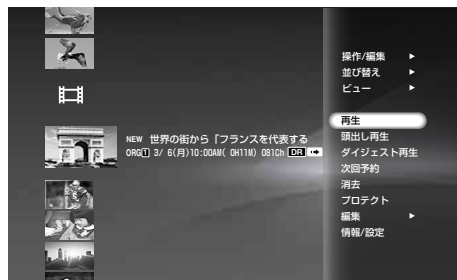 操作/編集
並び替え
ビュー
再生
NEW 世界の街から「フランスを代表する
ORG1 3/ 6(月)10:00AM( 0H11M) 081Ch DR
頭出し再生
ダイジェスト再生
次回予約
消去
プロテクト
編集
情報/設定